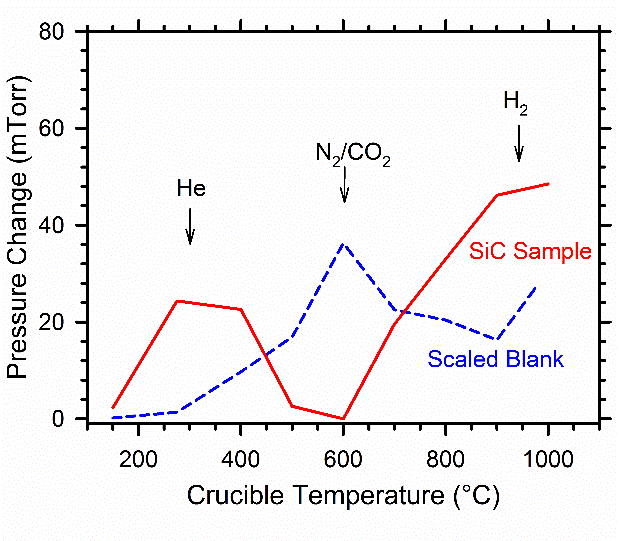 80
60
40
20
0
Pressure Change (mTorr)
He
N2/CO2
H2
SiC Sample
Scaled Blank
200
400
600
800
1000
Crucible Temperature (°C)